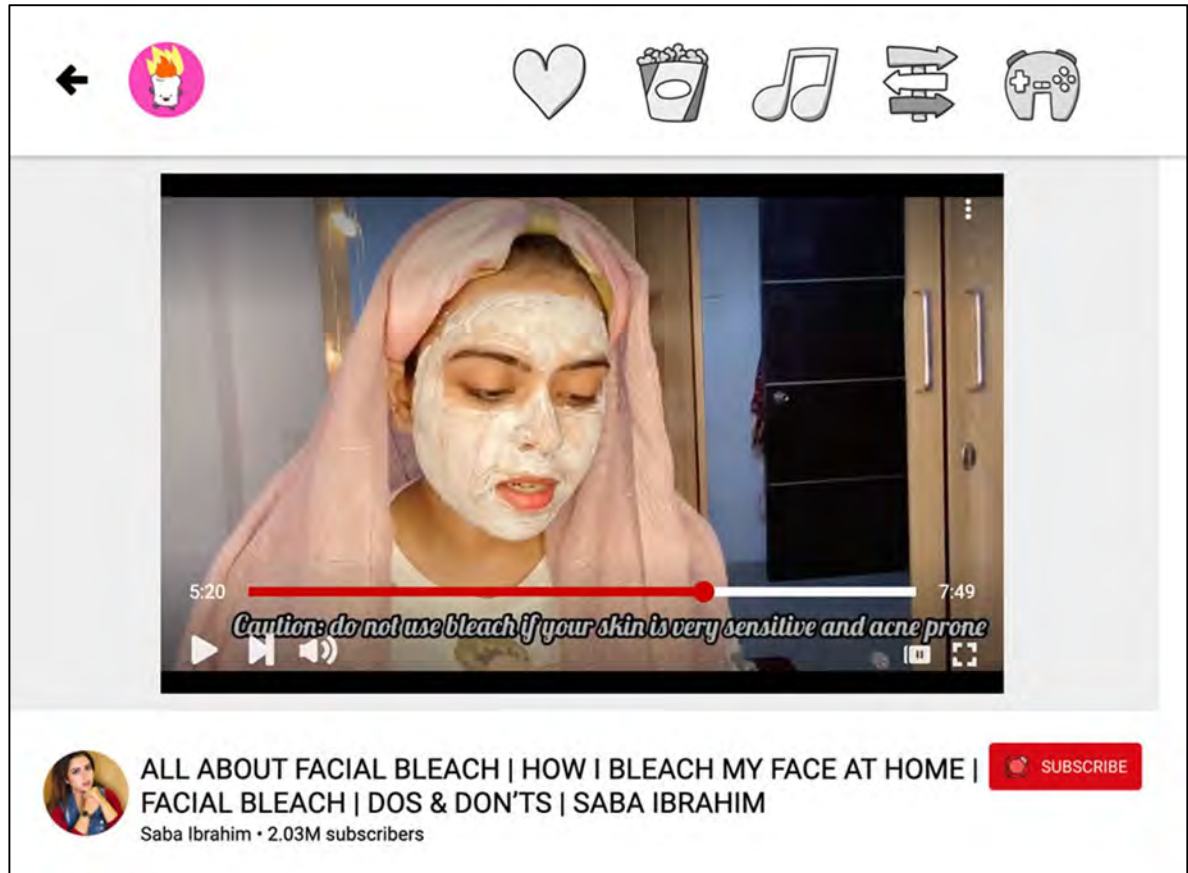 5:20
7:49
Caution: do not use bleach if your skin is very sensitive and acne prone
ALL ABOUT FACIAL BLEACH | HOW I BLEACH MY FACE AT HOME |
FACIAL BLEACH | DOS & DON’TS | SABA IBRAHIM
Saba Ibrahim • 2.03M subscribers
SUBSCRIBE